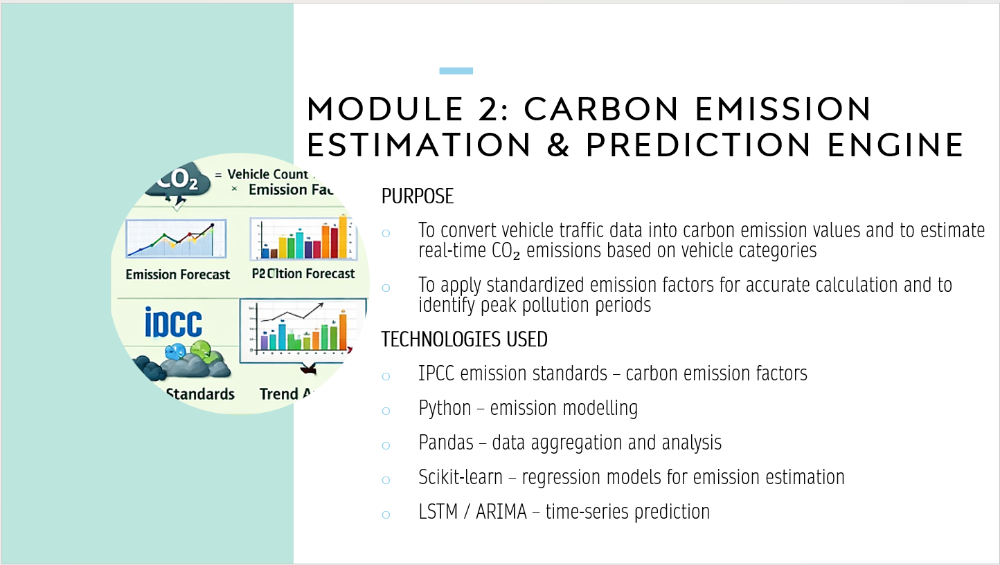 MODULE 2: CARBON EMISSION
ESTIMATION & PREDICTION ENGINE
CO₂ = Vehicle Count
× Emission Fac
Emission Forecast
P2Cltion Forecast
ipcc
Standards
Trend A
PURPOSE
o To convert vehicle traffic data into carbon emission values and to estimate
real-time CO₂ emissions based on vehicle categories
o To apply standardized emission factors for accurate calculation and to
identify peak pollution periods
TECHNOLOGIES USED
o IPCC emission standards – carbon emission factors
o Python – emission modelling
o Pandas – data aggregation and analysis
o Scikit-learn – regression models for emission estimation
o LSTM / ARIMA – time-series prediction